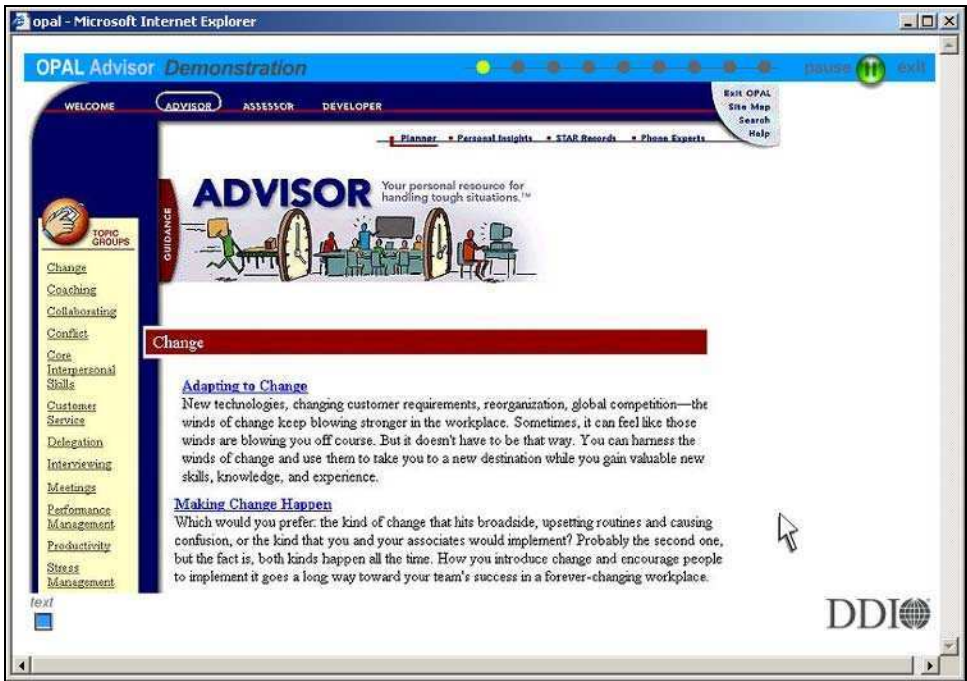 opal - Microsoft Internet Explorer
OPAL Advisor Demonstration
pause exit
WELCOME ADVISOR ASSESSOR DEVELOPER
Exit OPAL
Site Map
Search
Help
Planner • Personal Insights • STAR Records • Phone Experts
GUIDANCE
ADVISOR
Your personal resource for
handling tough situations.™
TOPIC
GROUPS
Change
Coaching
Collaborating
Conflict
Core
Interpersonal
Skills
Customer
Service
Delegation
Interviewing
Meetings
Performance
Management
Productivity
Stress
Management
Change
Adapting to Change
New technologies, changing customer requirements, reorganization, global competition—the
winds of change keep blowing stronger in the workplace. Sometimes, it can feel like those
winds are blowing you off course. But it doesn't have to be that way. You can harness the
winds of change and use them to take you to a new destination while you gain valuable new
skills, knowledge, and experience.
Making Change Happen
Which would you prefer: the kind of change that hits broadside, upsetting routines and causing
confusion, or the kind that you and your associates would implement? Probably the second one,
but the fact is, both kinds happen all the time. How you introduce change and encourage people
to implement it goes a long way toward your team's success in a forever-changing workplace.
text
DDI